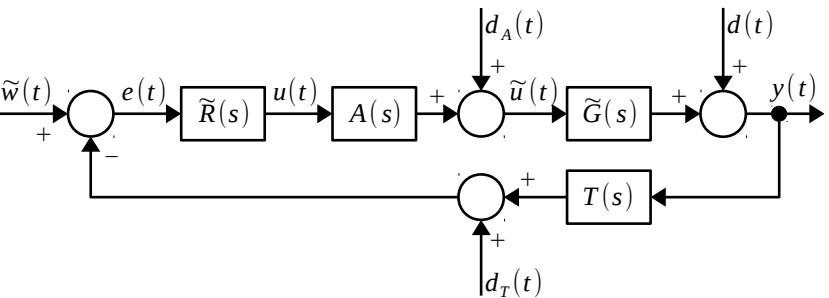 d_A(t)
d(t)
+
+
w̃(t)
e(t)
u(t)
ũ(t)
y(t)
+
+
R̃(s)
A(s)
G̃(s)
+
−
+
T(s)
+
d_T(t)